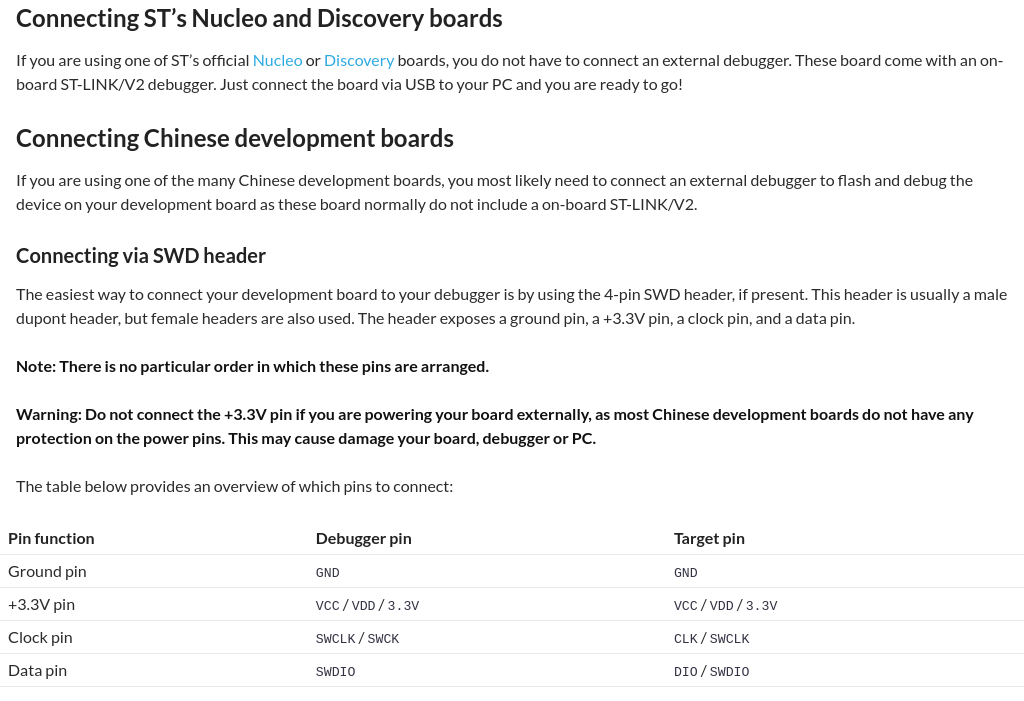 Connecting ST’s Nucleo and Discovery boards
If you are using one of ST’s official Nucleo or Discovery boards, you do not have to connect an external debugger. These board come with an on-
board ST-LINK/V2 debugger. Just connect the board via USB to your PC and you are ready to go!
Connecting Chinese development boards
If you are using one of the many Chinese development boards, you most likely need to connect an external debugger to flash and debug the
device on your development board as these board normally do not include a on-board ST-LINK/V2.
Connecting via SWD header
The easiest way to connect your development board to your debugger is by using the 4-pin SWD header, if present. This header is usually a male
dupont header, but female headers are also used. The header exposes a ground pin, a +3.3V pin, a clock pin, and a data pin.
Note: There is no particular order in which these pins are arranged.
Warning: Do not connect the +3.3V pin if you are powering your board externally, as most Chinese development boards do not have any
protection on the power pins. This may cause damage your board, debugger or PC.
The table below provides an overview of which pins to connect:
Pin function Debugger pin Target pin
Ground pin GND GND
+3.3V pin VCC / VDD / 3.3V VCC / VDD / 3.3V
Clock pin SWCLK / SWCK CLK / SWCLK
Data pin SWDIO DIO / SWDIO